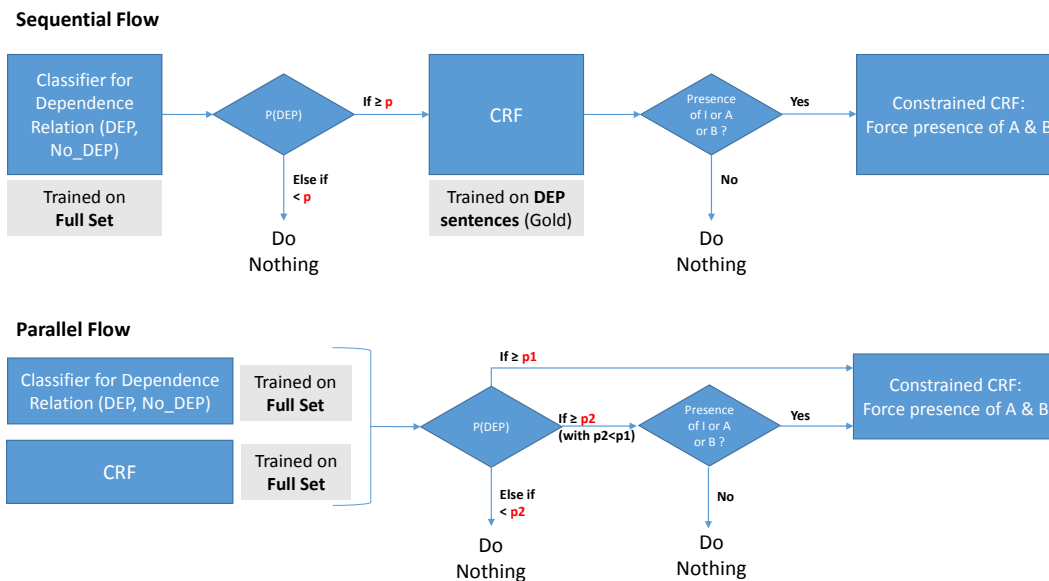 Sequential Flow
Classifier for
Dependence
Relation (DEP,
No_DEP)
Trained on
Full Set
P(DEP)
If ≥ p
Else if
< p
Do
Nothing
CRF
Trained on DEP
sentences (Gold)
Presence
of I or A
or B ?
Yes
No
Do
Nothing
Constrained CRF:
Force presence of A & B
Parallel Flow
Classifier for Dependence
Relation (DEP, No_DEP)
Trained on
Full Set
CRF
Trained on
Full Set
P(DEP)
If ≥ p1
If ≥ p2
(with p2<p1)
Else if
< p2
Do
Nothing
Presence
of I or A
or B ?
Yes
No
Do
Nothing
Constrained CRF:
Force presence of A & B